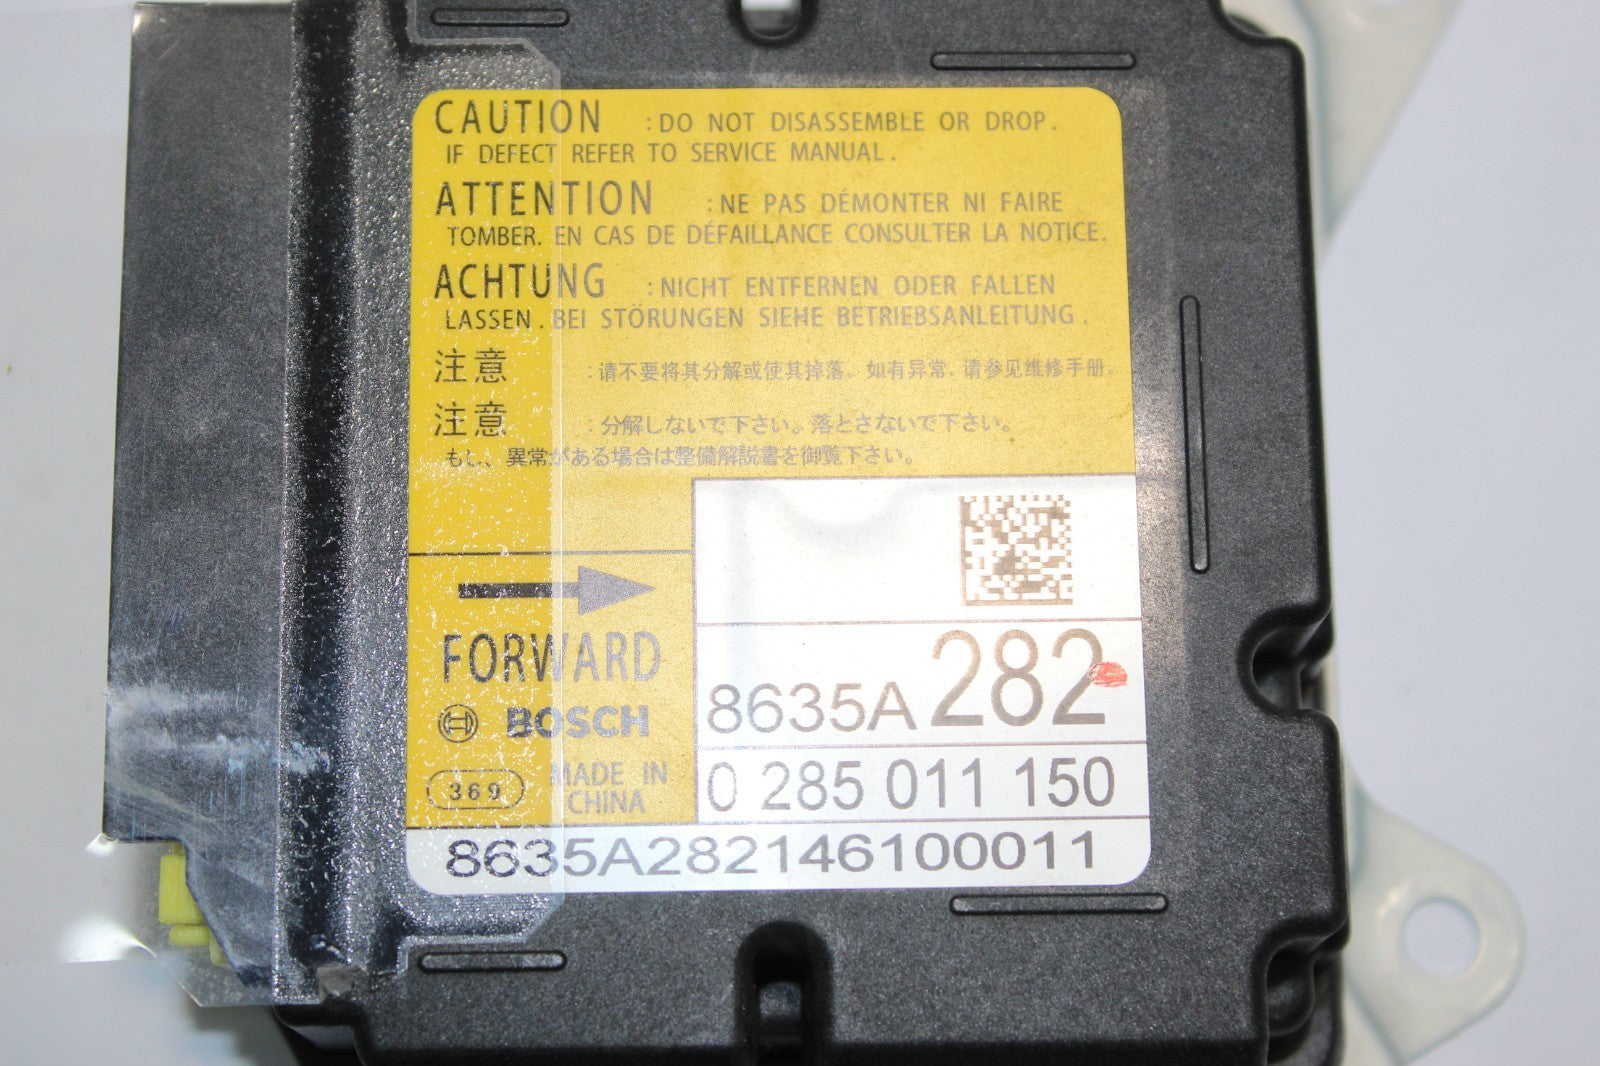 CAUTION :DO NOT DISASSEMBLE OR DROP.
IF DEFECT REFER TO SERVICE MANUAL.
ATTENTION :NE PAS DÉMONTER NI FAIRE
TOMBER. EN CAS DE DÉFAILLANCE CONSULTER LA NOTICE.
ACHTUNG :NICHT ENTFERNEN ODER FALLEN
LASSEN. BEI STÖRUNGEN SIEHE BETRIEBSANLEITUNG.
注意 :请不要将其分解或使其掉落。如有异常,请参见维修手册。
注意 :分解しないで下さい。落とさないで下さい。
もし、異常がある場合は整備解説書を御覧下さい。
FORWARD
BOSCH
369
MADE IN
CHINA
8635A282
0 285 011 150
8635A282146100011